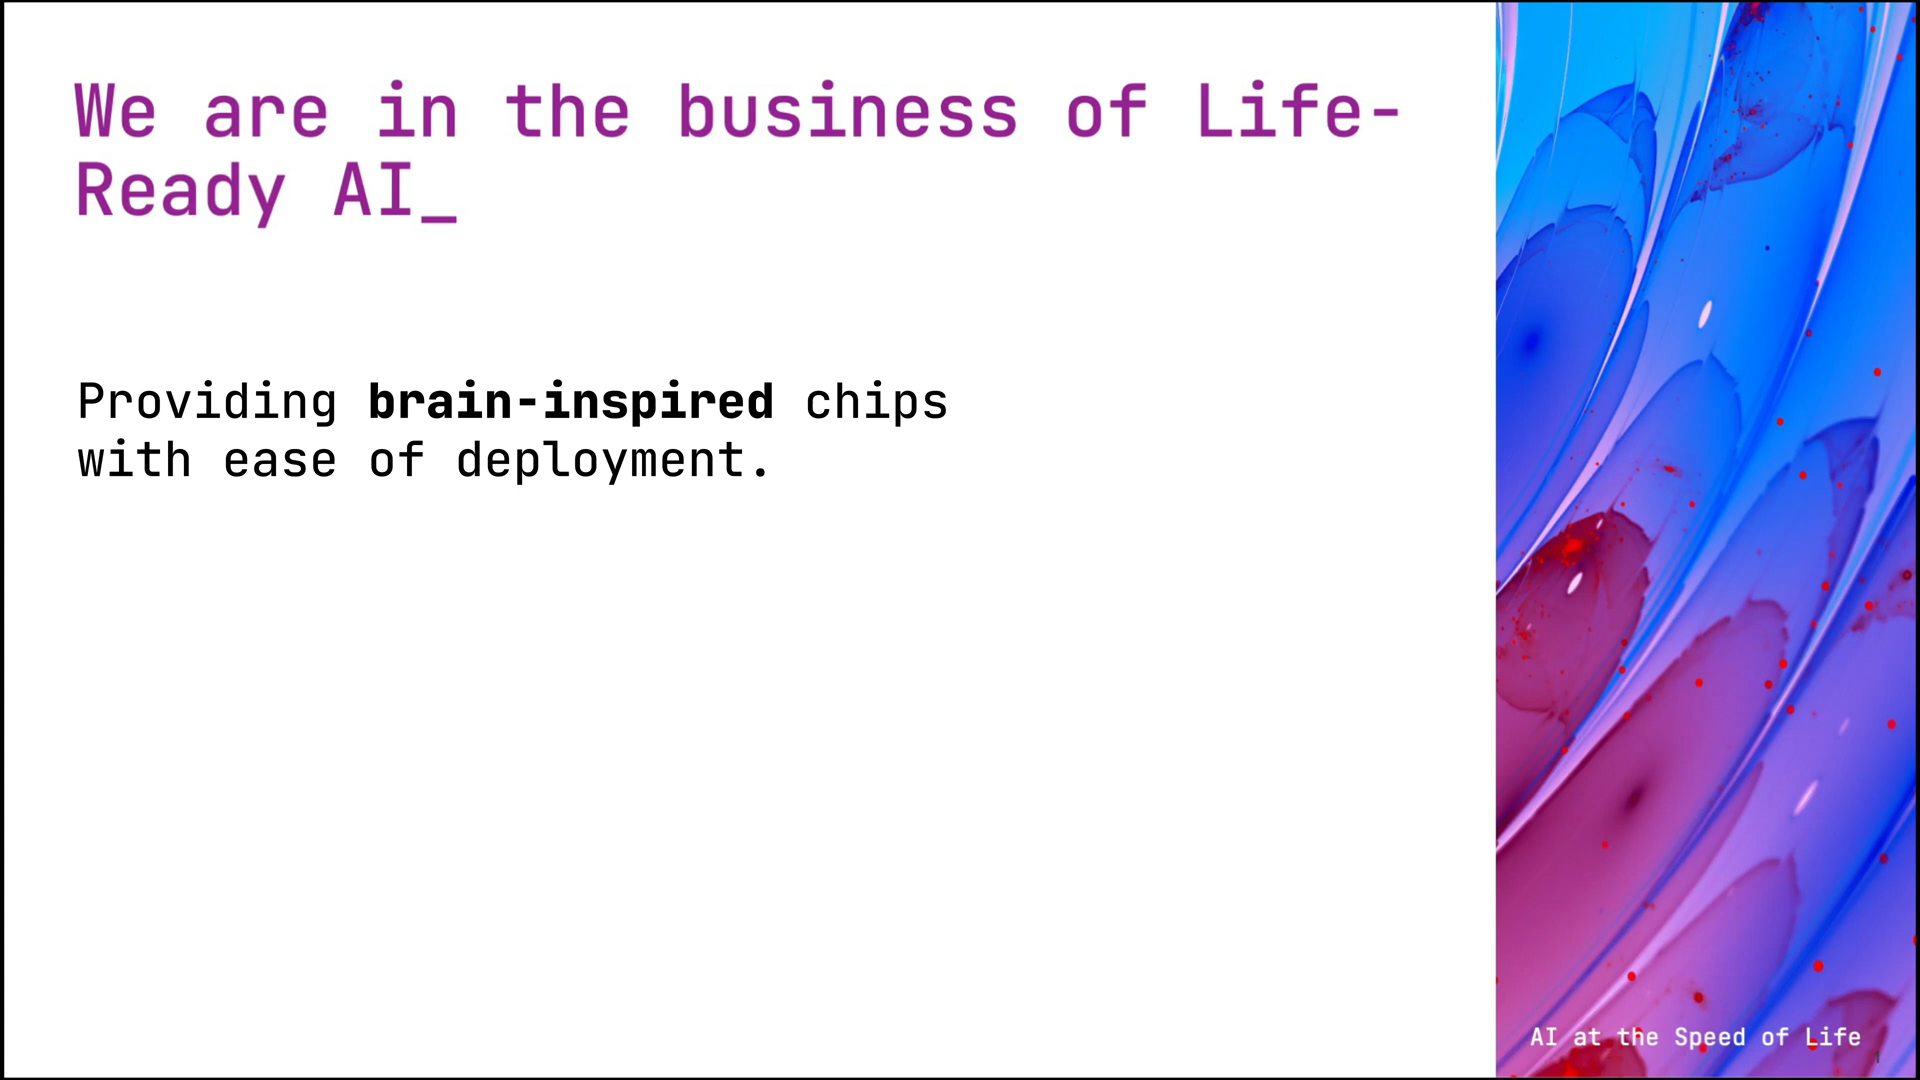 We are in the business of Life-
Ready AI_
Providing brain-inspired chips
with ease of deployment.
AI at the Speed of Life
1